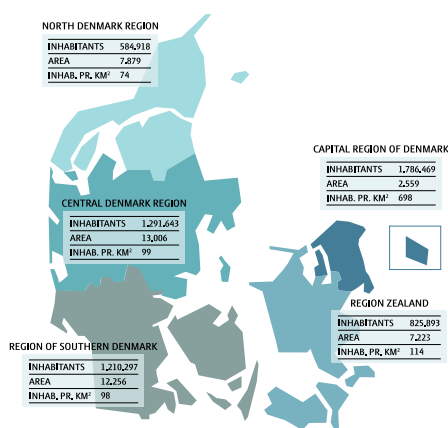 NORTH DENMARK REGION
INHABITANTS 584.918
AREA 7.879
INHAB. PR. KM² 74
CAPITAL REGION OF DENMARK
INHABITANTS 1.786.469
AREA 2.559
INHAB. PR. KM² 698
CENTRAL DENMARK REGION
INHABITANTS 1.291.643
AREA 13.006
INHAB. PR. KM² 99
REGION ZEALAND
INHABITANTS 825.893
AREA 7.223
INHAB. PR. KM² 114
REGION OF SOUTHERN DENMARK
INHABITANTS 1.210.297
AREA 12.256
INHAB. PR. KM² 98